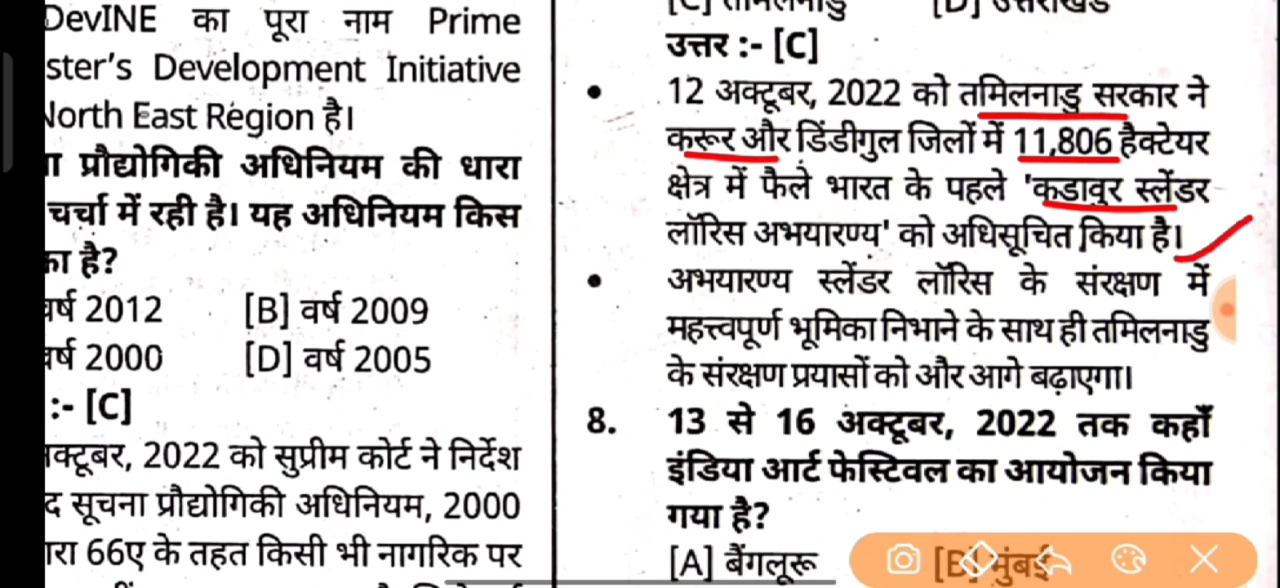 DevINE का पूरा नाम Prime
ster's Development Initiative
North East Region है।
प्रौद्योगिकी अधिनियम की धारा
चर्चा में रही है। यह अधिनियम किस
का है?
वर्ष 2012 [B] वर्ष 2009
वर्ष 2000 [D] वर्ष 2005
:- [C]
अक्टूबर, 2022 को सुप्रीम कोर्ट ने निर्देश
द सूचना प्रौद्योगिकी अधिनियम, 2000
रा 66ए के तहत किसी भी नागरिक पर
[C] तामिलनाडु [D] उत्तराखंड
उत्तर :- [C]
• 12 अक्टूबर, 2022 को तमिलनाडु सरकार ने
करूर और डिंडीगुल जिलों में 11,806 हैक्टेयर
क्षेत्र में फैले भारत के पहले 'कडावुर स्लेंडर
लॉरिस अभयारण्य' को अधिसूचित किया है।
• अभयारण्य स्लेंडर लॉरिस के संरक्षण में
महत्त्वपूर्ण भूमिका निभाने के साथ ही तमिलनाडु
के संरक्षण प्रयासों को और आगे बढ़ाएगा।
8. 13 से 16 अक्टूबर, 2022 तक कहाँ
इंडिया आर्ट फेस्टिवल का आयोजन किया
गया है?
[A] बैंगलूरू [B] मुंबई